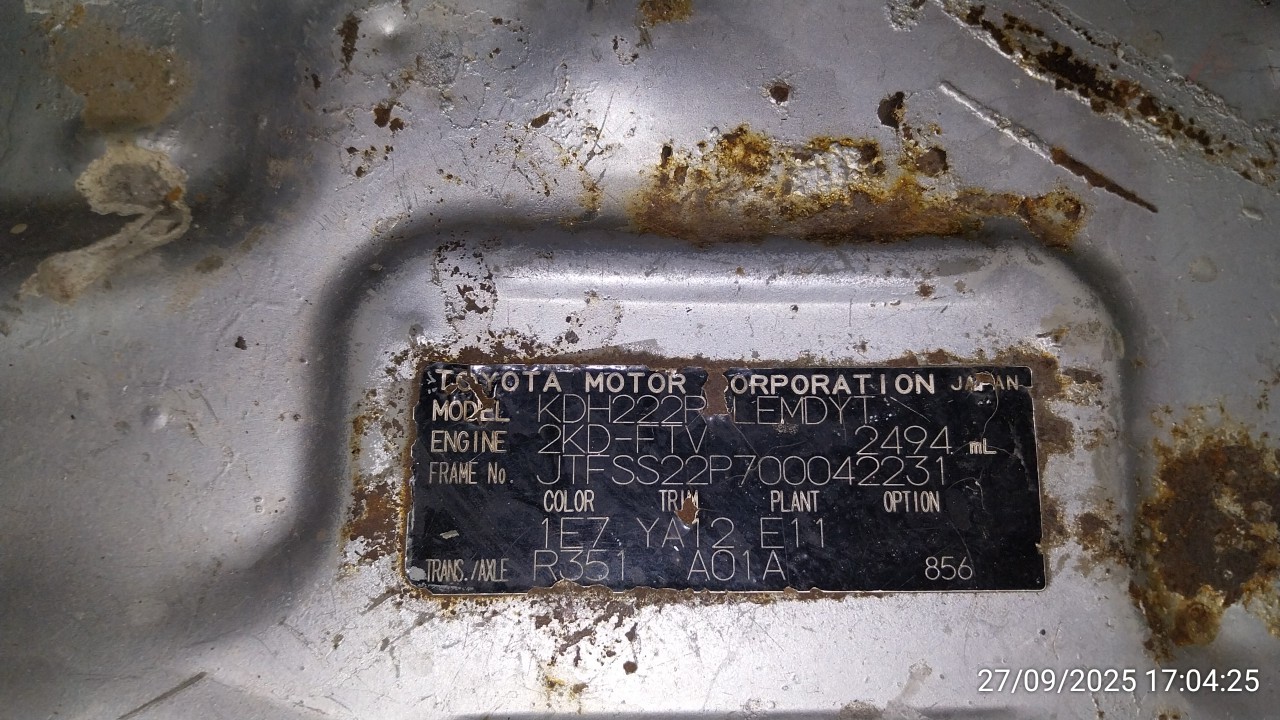 TOYOTA MOTOR CORPORATION JAPAN
MODEL KDH222R-LEMDYT
ENGINE 2KD-FTV 2494 mL
FRAME No. JTFSS22P700042231
COLOR TRIM PLANT OPTION
1E7 YA12 E11
TRANS./AXLE R351 A01A 856
27/09/2025 17:04:25